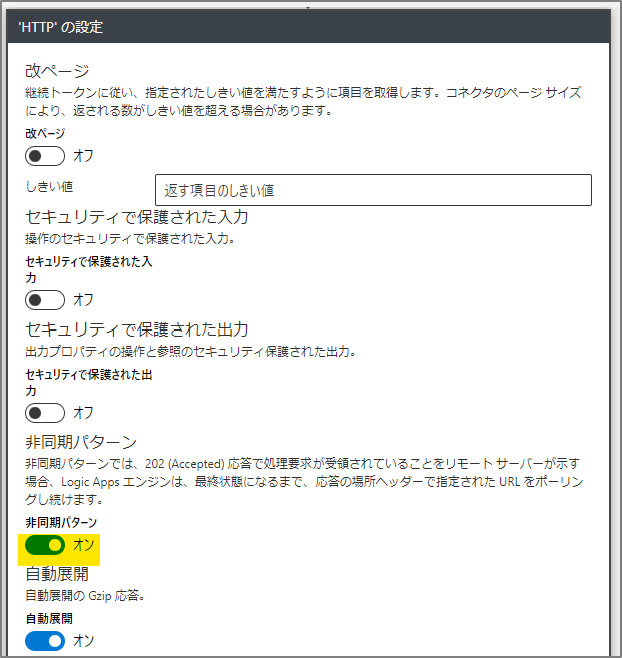 'HTTP' の設定
改ページ
継続トークンに従い、指定されたしきい値を満たすように項目を取得します。コネクタのページ サイズ
により、返される数がしきい値を超える場合があります。
改ページ
オフ
しきい値
返す項目のしきい値
セキュリティで保護された入力
操作のセキュリティで保護された入力。
セキュリティで保護された入
力
オフ
セキュリティで保護された出力
出力プロパティの操作と参照のセキュリティ保護された出力。
セキュリティで保護された出
力
オフ
非同期パターン
非同期パターンでは、202 (Accepted) 応答で処理要求が受領されていることをリモート サーバーが示す
場合、Logic Apps エンジンは、最終状態になるまで、応答の場所ヘッダーで指定された URL をポーリン
グし続けます。
非同期パターン
オン
自動展開
自動展開の Gzip 応答。
自動展開
オン